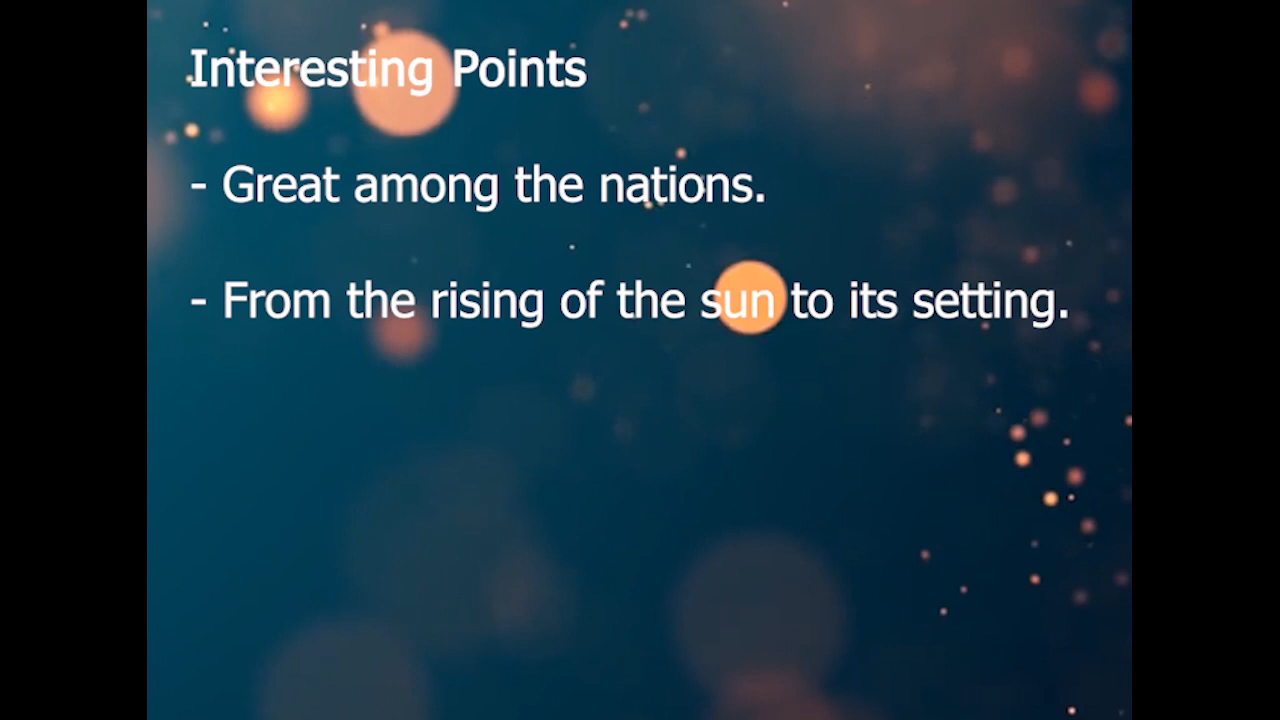 Interesting Points
- Great among the nations.
- From the rising of the sun to its setting.